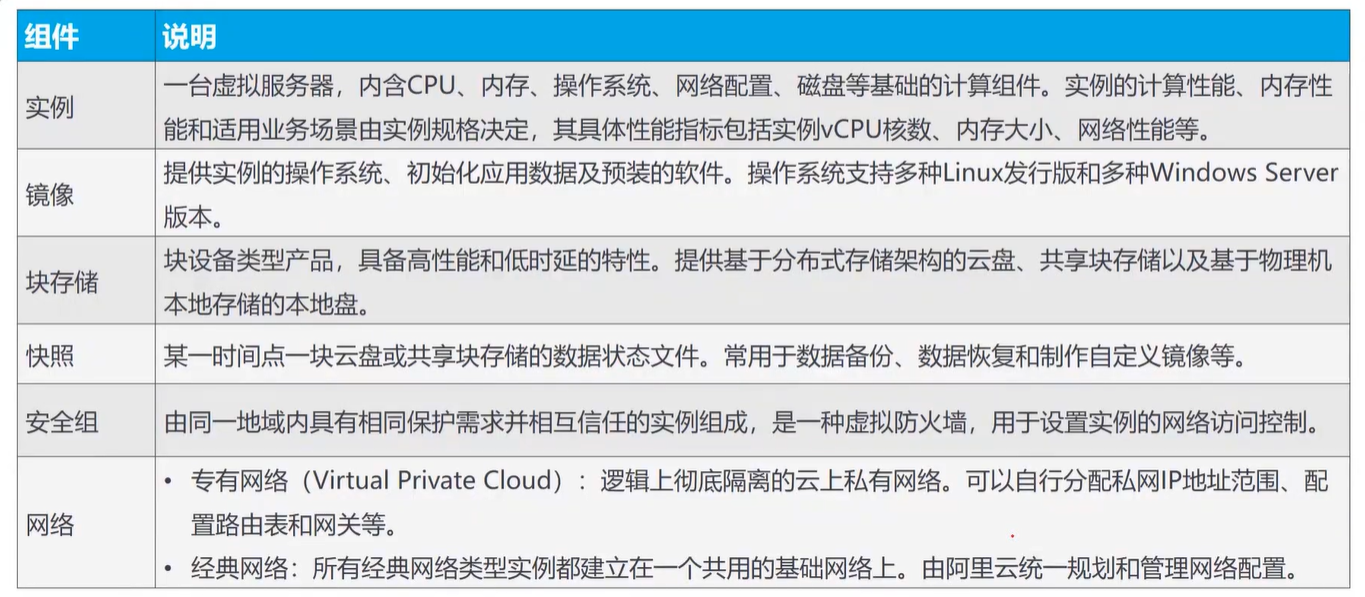 组件 说明
实例
一台虚拟服务器，内含CPU、内存、操作系统、网络配置、磁盘等基础的计算组件。实例的计算性能、内存性
能和适用业务场景由实例规格决定，其具体性能指标包括实例vCPU核数、内存大小、网络性能等。
镜像
提供实例的操作系统、初始化应用数据及预装的软件。操作系统支持多种Linux发行版和多种Windows Server
版本。
块存储
块设备类型产品，具备高性能和低时延的特性。提供基于分布式存储架构的云盘、共享块存储以及基于物理机
本地存储的本地盘。
快照 某一时间点一块云盘或共享块存储的数据状态文件。常用于数据备份、数据恢复和制作自定义镜像等。
安全组 由同一地域内具有相同保护需求并相互信任的实例组成，是一种虚拟防火墙，用于设置实例的网络访问控制。
网络
• 专有网络（Virtual Private Cloud）：逻辑上彻底隔离的云上私有网络。可以自行分配私网IP地址范围、配
置路由表和网关等。
• 经典网络：所有经典网络类型实例都建立在一个共用的基础网络上。由阿里云统一规划和管理网络配置。